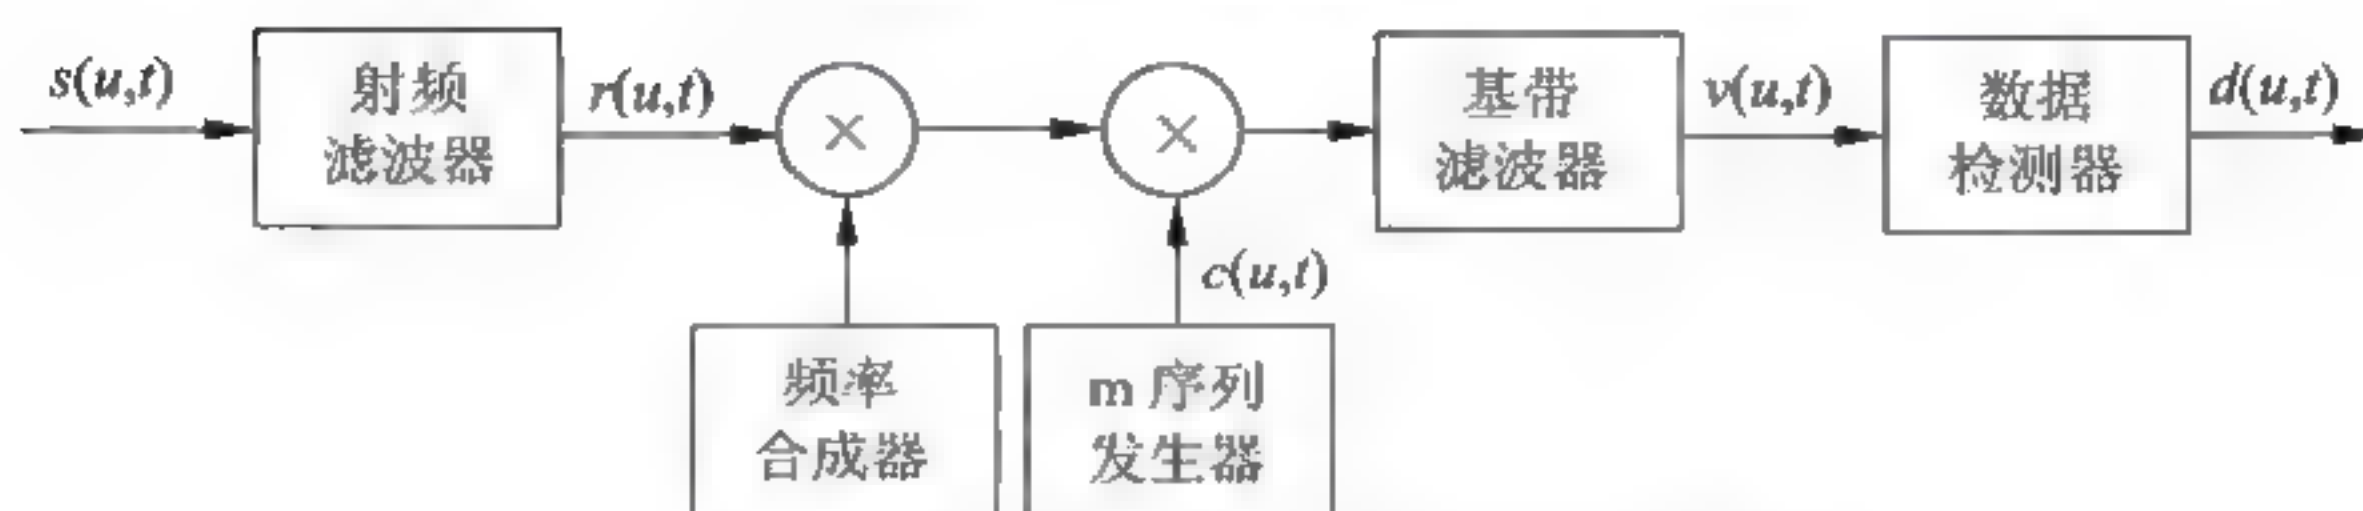 s(u,t)
射频
滤波器
r(u,t)
×
×
c(u,t)
基带
滤波器
v(u,t)
数据
检测器
d(u,t)
频率
合成器
m 序列
发生器